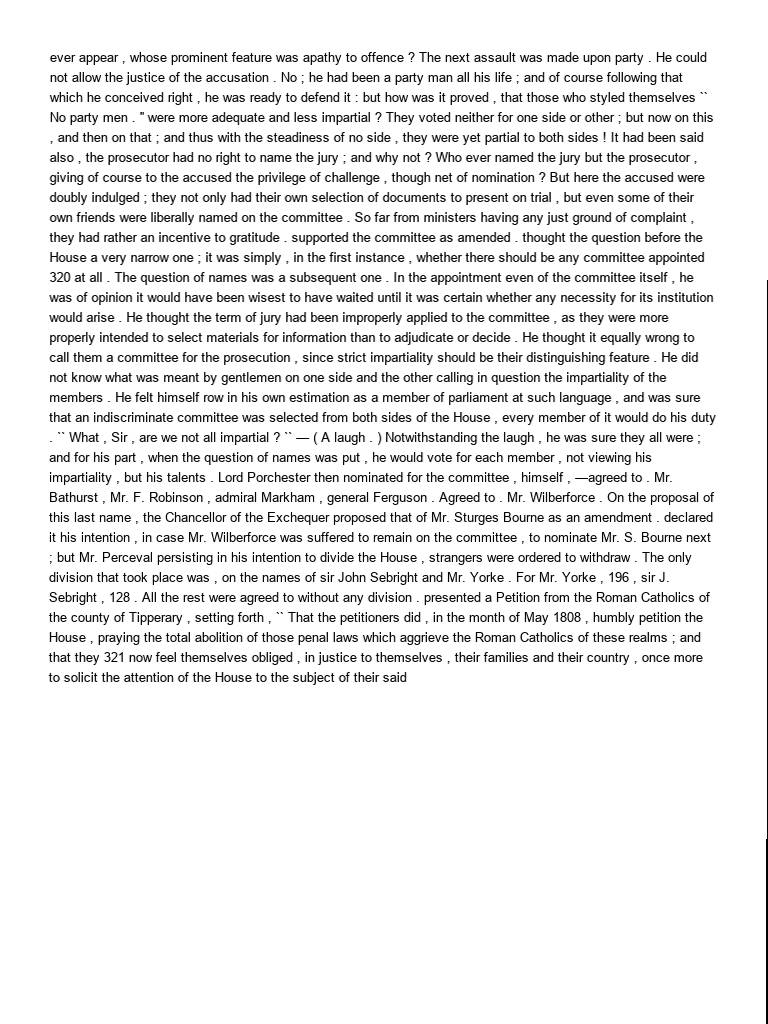 ever appear , whose prominent feature was apathy to offence ? The next assault was made upon party . He could
not allow the justice of the accusation . No ; he had been a party man all his life ; and of course following that
which he conceived right , he was ready to defend it : but how was it proved , that those who styled themselves ``
No party men . " were more adequate and less impartial ? They voted neither for one side or other ; but now on this
, and then on that ; and thus with the steadiness of no side , they were yet partial to both sides ! It had been said
also , the prosecutor had no right to name the jury ; and why not ? Who ever named the jury but the prosecutor ,
giving of course to the accused the privilege of challenge , though net of nomination ? But here the accused were
doubly indulged ; they not only had their own selection of documents to present on trial , but even some of their
own friends were liberally named on the committee . So far from ministers having any just ground of complaint ,
they had rather an incentive to gratitude . supported the committee as amended . thought the question before the
House a very narrow one ; it was simply , in the first instance , whether there should be any committee appointed
320 at all . The question of names was a subsequent one . In the appointment even of the committee itself , he
was of opinion it would have been wisest to have waited until it was certain whether any necessity for its institution
would arise . He thought the term of jury had been improperly applied to the committee , as they were more
properly intended to select materials for information than to adjudicate or decide . He thought it equally wrong to
call them a committee for the prosecution , since strict impartiality should be their distinguishing feature . He did
not know what was meant by gentlemen on one side and the other calling in question the impartiality of the
members . He felt himself row in his own estimation as a member of parliament at such language , and was sure
that an indiscriminate committee was selected from both sides of the House , every member of it would do his duty
. `` What , Sir , are we not all impartial ? `` — ( A laugh . ) Notwithstanding the laugh , he was sure they all were ;
and for his part , when the question of names was put , he would vote for each member , not viewing his
impartiality , but his talents . Lord Porchester then nominated for the committee , himself , —agreed to . Mr.
Bathurst , Mr. F. Robinson , admiral Markham , general Ferguson . Agreed to . Mr. Wilberforce . On the proposal of
this last name , the Chancellor of the Exchequer proposed that of Mr. Sturges Bourne as an amendment . declared
it his intention , in case Mr. Wilberforce was suffered to remain on the committee , to nominate Mr. S. Bourne next
; but Mr. Perceval persisting in his intention to divide the House , strangers were ordered to withdraw . The only
division that took place was , on the names of sir John Sebright and Mr. Yorke . For Mr. Yorke , 196 , sir J.
Sebright , 128 . All the rest were agreed to without any division . presented a Petition from the Roman Catholics of
the county of Tipperary , setting forth , `` That the petitioners did , in the month of May 1808 , humbly petition the
House , praying the total abolition of those penal laws which aggrieve the Roman Catholics of these realms ; and
that they 321 now feel themselves obliged , in justice to themselves , their families and their country , once more
to solicit the attention of the House to the subject of their said